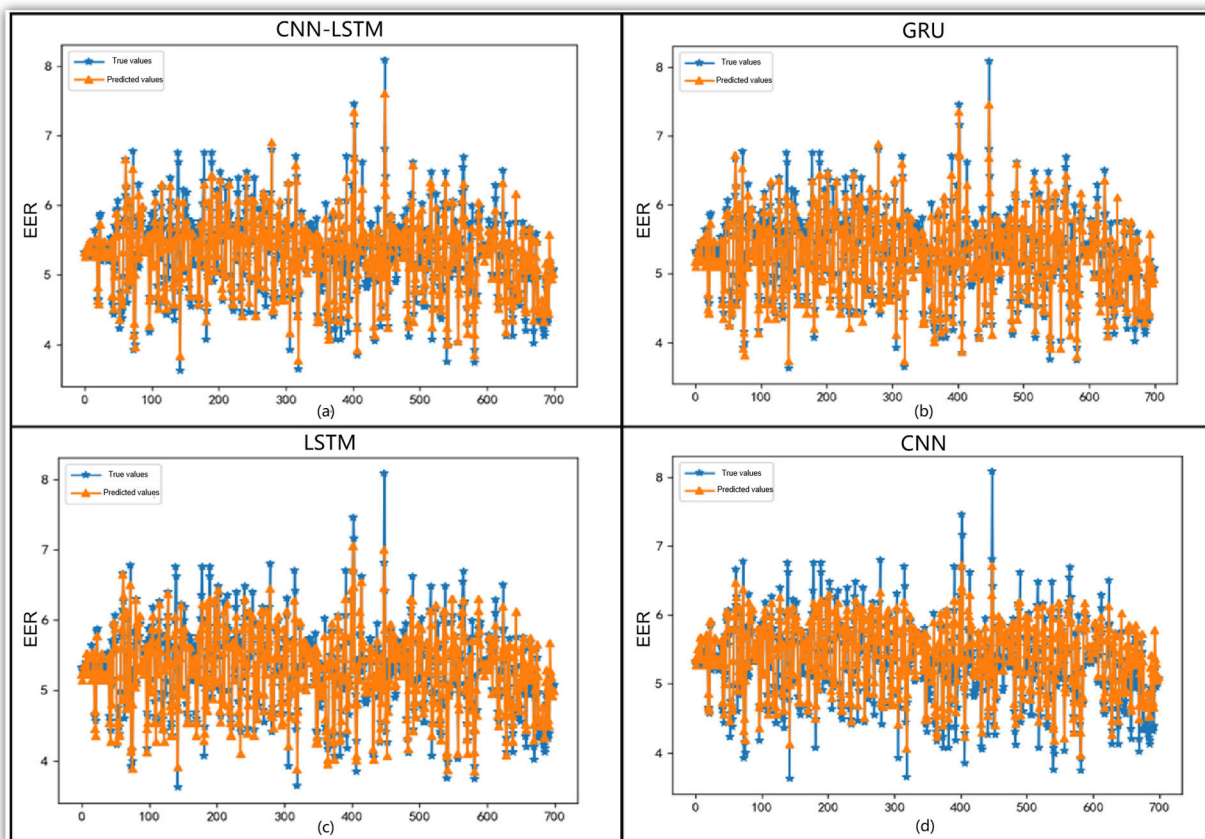 CNN-LSTM
True values
Predicted values
EER
8
7
6
5
4
0 100 200 300 400 500 600 700
(a)
GRU
True values
Predicted values
EER
8
7
6
5
4
0 100 200 300 400 500 600 700
(b)
LSTM
True values
Predicted values
EER
8
7
6
5
4
0 100 200 300 400 500 600 700
(c)
CNN
True values
Predicted values
EER
8
7
6
5
4
0 100 200 300 400 500 600 700
(d)